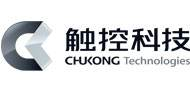 触控科技
CHUKONG Technologies